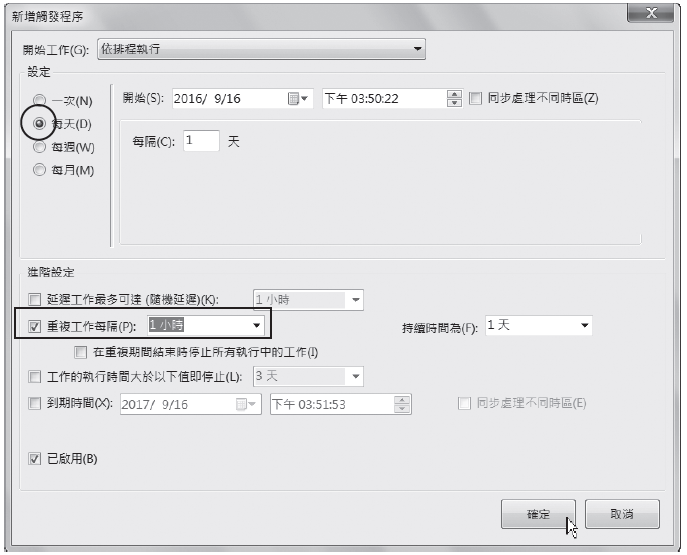 新增觸發程序
開始工作(G): 依排程執行
設定
一次(N) 開始(S): 2016/ 9/16 下午 03:50:22 同步處理不同時區(Z)
每天(D)
每隔(C): 1 天
每週(W)
每月(M)
進階設定
延遲工作最多可達 (隨機延遲)(K): 1 小時
重複工作每隔(P): 1 小時 持續時間為(F): 1 天
在重複期間結束時停止所有執行中的工作(I)
工作的執行時間大於以下值即停止(L): 3 天
到期時間(X): 2017/ 9/16 下午 03:51:53 同步處理不同時區(E)
已啟用(B)
確定 取消